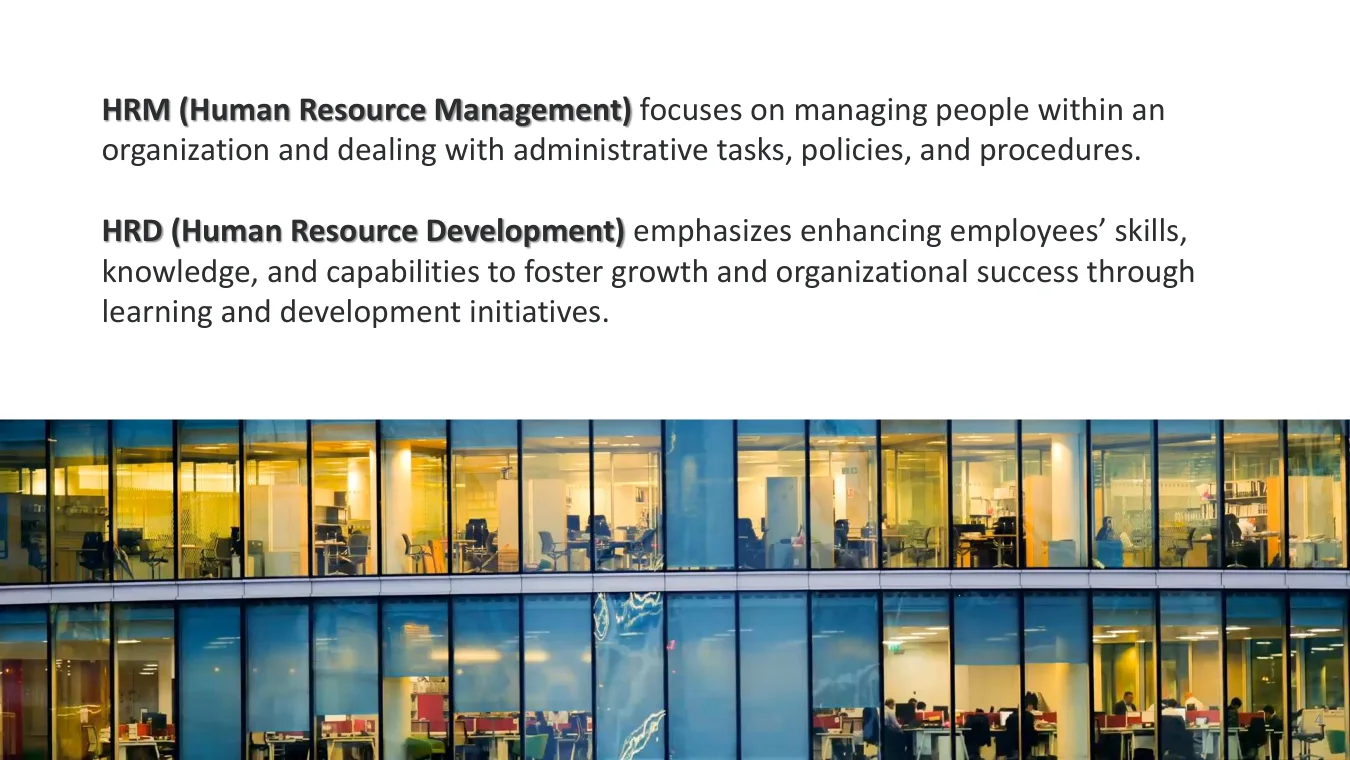 HRM (Human Resource Management) focuses on managing people within an
organization and dealing with administrative tasks, policies, and procedures.
HRD (Human Resource Development) emphasizes enhancing employees’ skills,
knowledge, and capabilities to foster growth and organizational success through
learning and development initiatives.
4